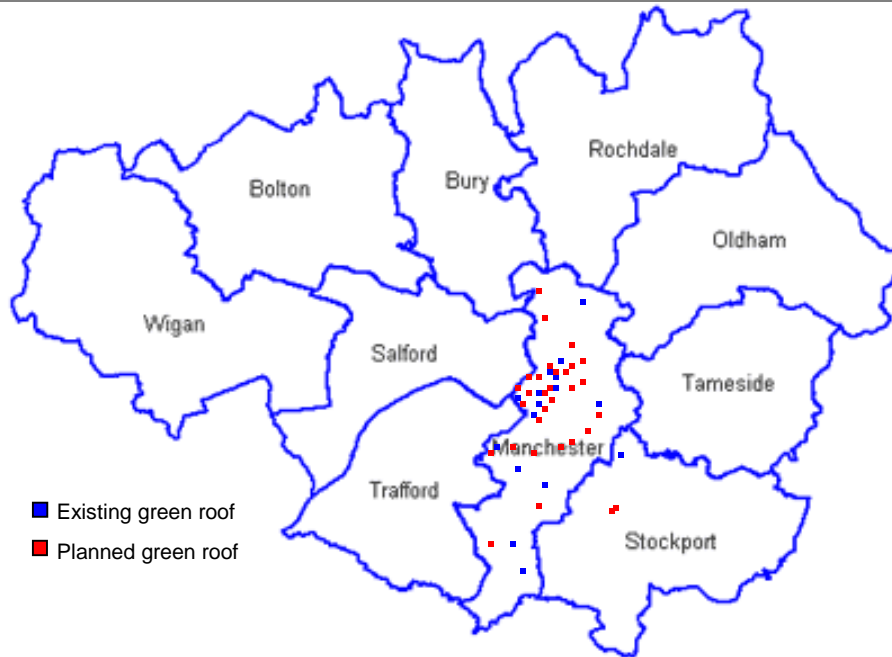 Rochdale
Bury
Bolton
Oldham
Wigan
Salford
Tameside
Manchester
Trafford
Existing green roof
Stockport
Planned green roof